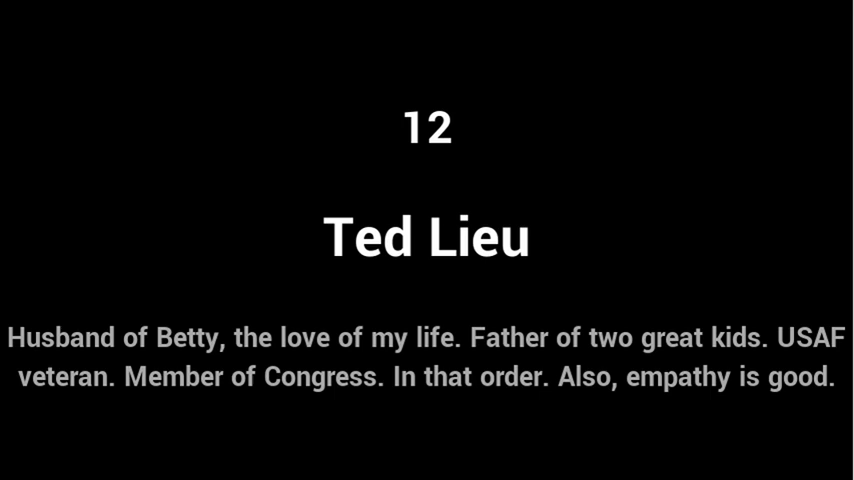 12
Ted Lieu
Husband of Betty, the love of my life. Father of two great kids. USAF
veteran. Member of Congress. In that order. Also, empathy is good.